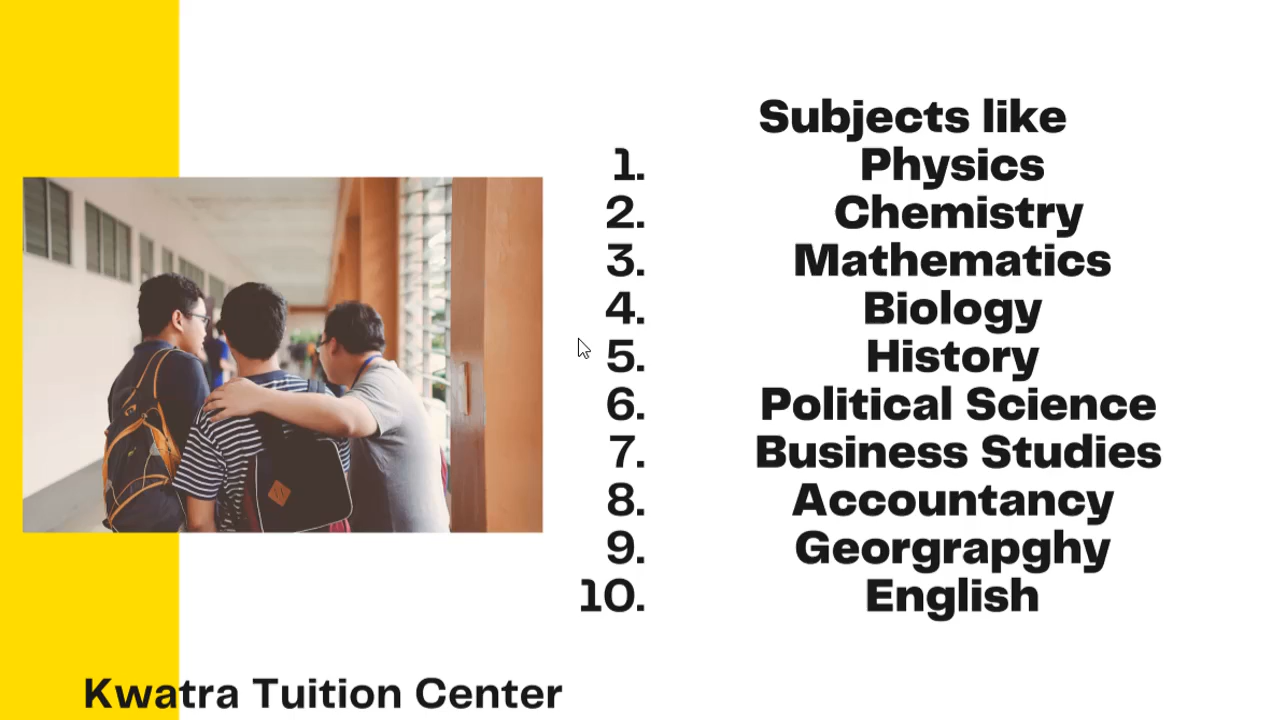 Subjects like
1. Physics
2. Chemistry
3. Mathematics
4. Biology
5. History
6. Political Science
7. Business Studies
8. Accountancy
9. Georgrapghy
10. English
Kwatra Tuition Center